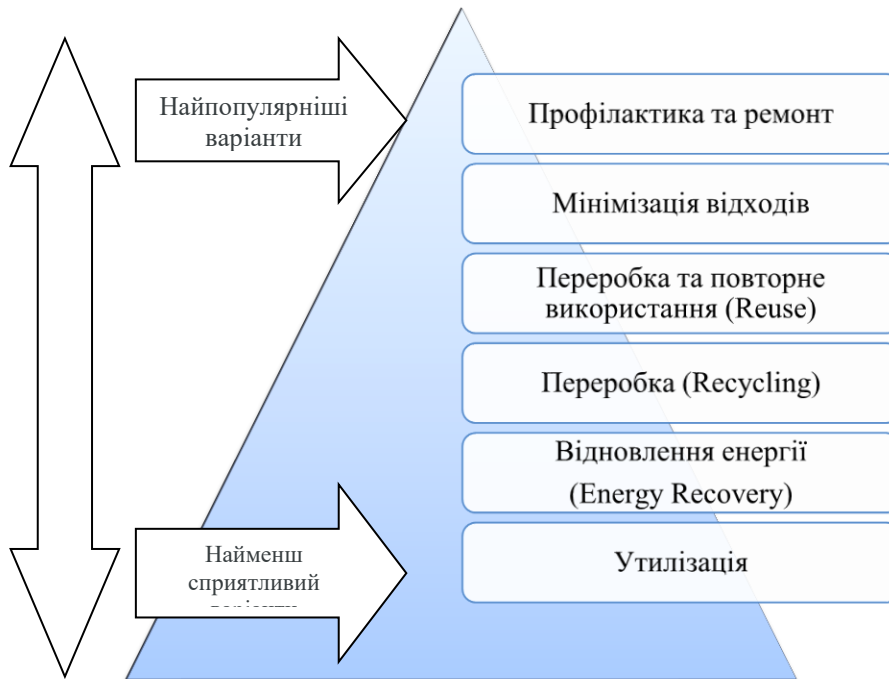 Найпопулярніші
варіанти
Профілактика та ремонт
Мінімізація відходів
Переробка та повторне
використання (Reuse)
Переробка (Recycling)
Відновлення енергії
(Energy Recovery)
Найменш
сприятливий
Утилізація